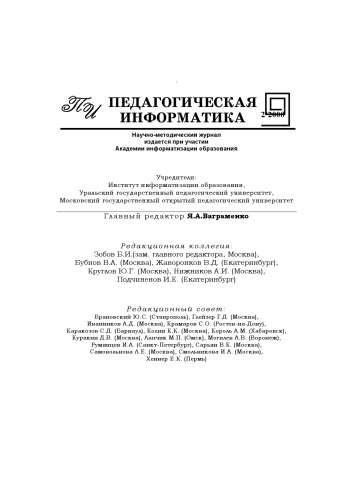 ПИ
ПЕДАГОГИЧЕСКАЯ
ИНФОРМАТИКА 2'2000
Научно-методический журнал
издается при участии
Академии информатизации образования
Учредители:
Институт информатизации образования,
Уральский государственный педагогический университет,
Московский государственный открытый педагогический университет
Главный редактор Я.А.Ваграменко
Редакционная коллегия:
Зобов Б.И.(зам. главного редактора, Москва),
Бубнов В.А. (Москва), Жаворонков В.Д. (Екатеринбург),
Круглов Ю.Г. (Москва), Нижников А.И. (Москва),
Подчиненов И.Е. (Екатеринбург)
Редакционный совет:
Брановский Ю.С. (Ставрополь), Глейзер Г.Д. (Москва),
Иванников А.Д. (Москва), Крамаров С.О. (Ростов-на-Дону),
Каракозов С.Д. (Барнаул), Колин К.К. (Москва), Король А.М. (Хабаровск),
Куракин Д.В. (Москва), Лапчик М.П. (Омск), Могилев А.В. (Воронеж),
Румянцев И.А. (Санкт-Петербург), Сарьян В.К. (Москва),
Самовольнова Л.Е. (Москва), Смольникова И.А. (Москва),
Хеннер Е.К. (Пермь)